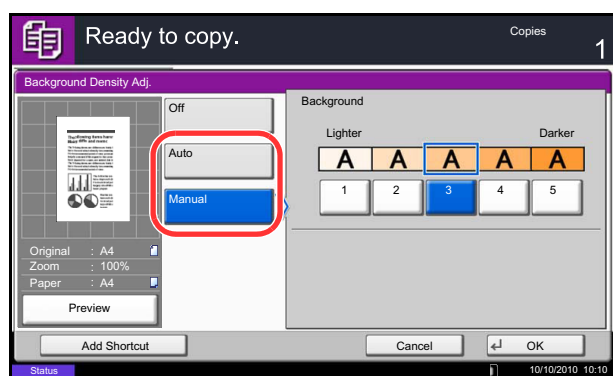 Ready to copy.
Copies
1
Background Density Adj.
Off
Auto
Manual
Background
Lighter
Darker
A A A A A
1 2 3 4 5
Original : A4
Zoom : 100%
Paper : A4
Preview
Add Shortcut
Cancel
OK
Status
10/10/2010 10:10